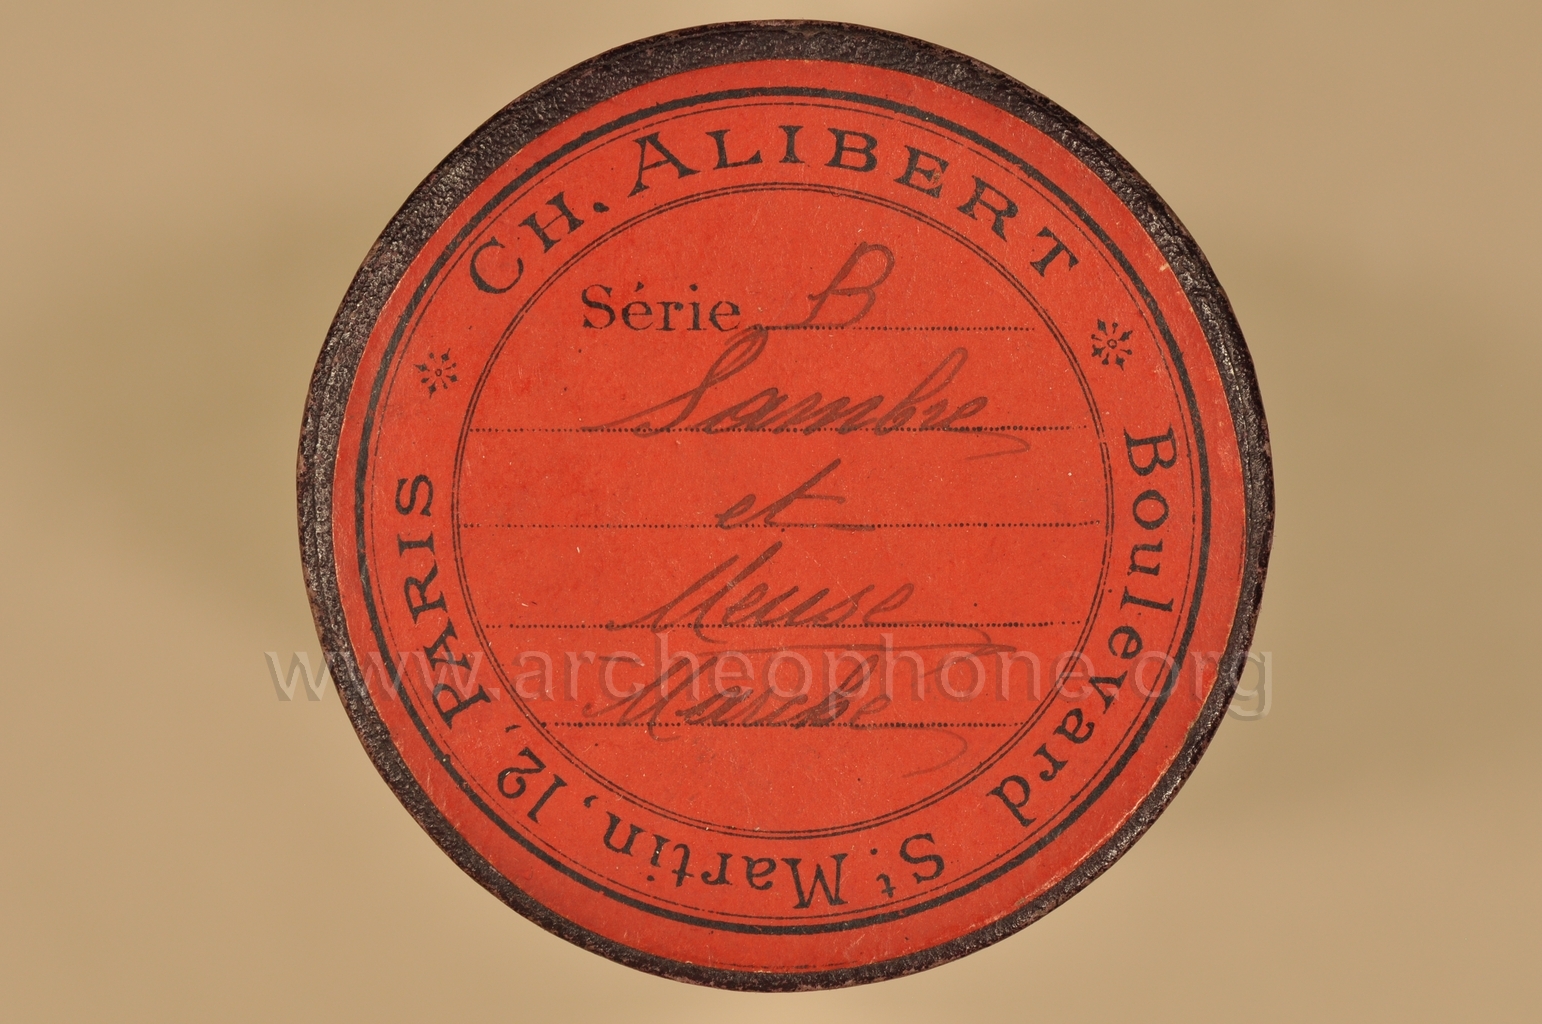 CH. ALIBERT
Boulevard St. Martin, 12, PARIS
Série B
Sambre
et
Meuse
Marche
www.archeophone.org